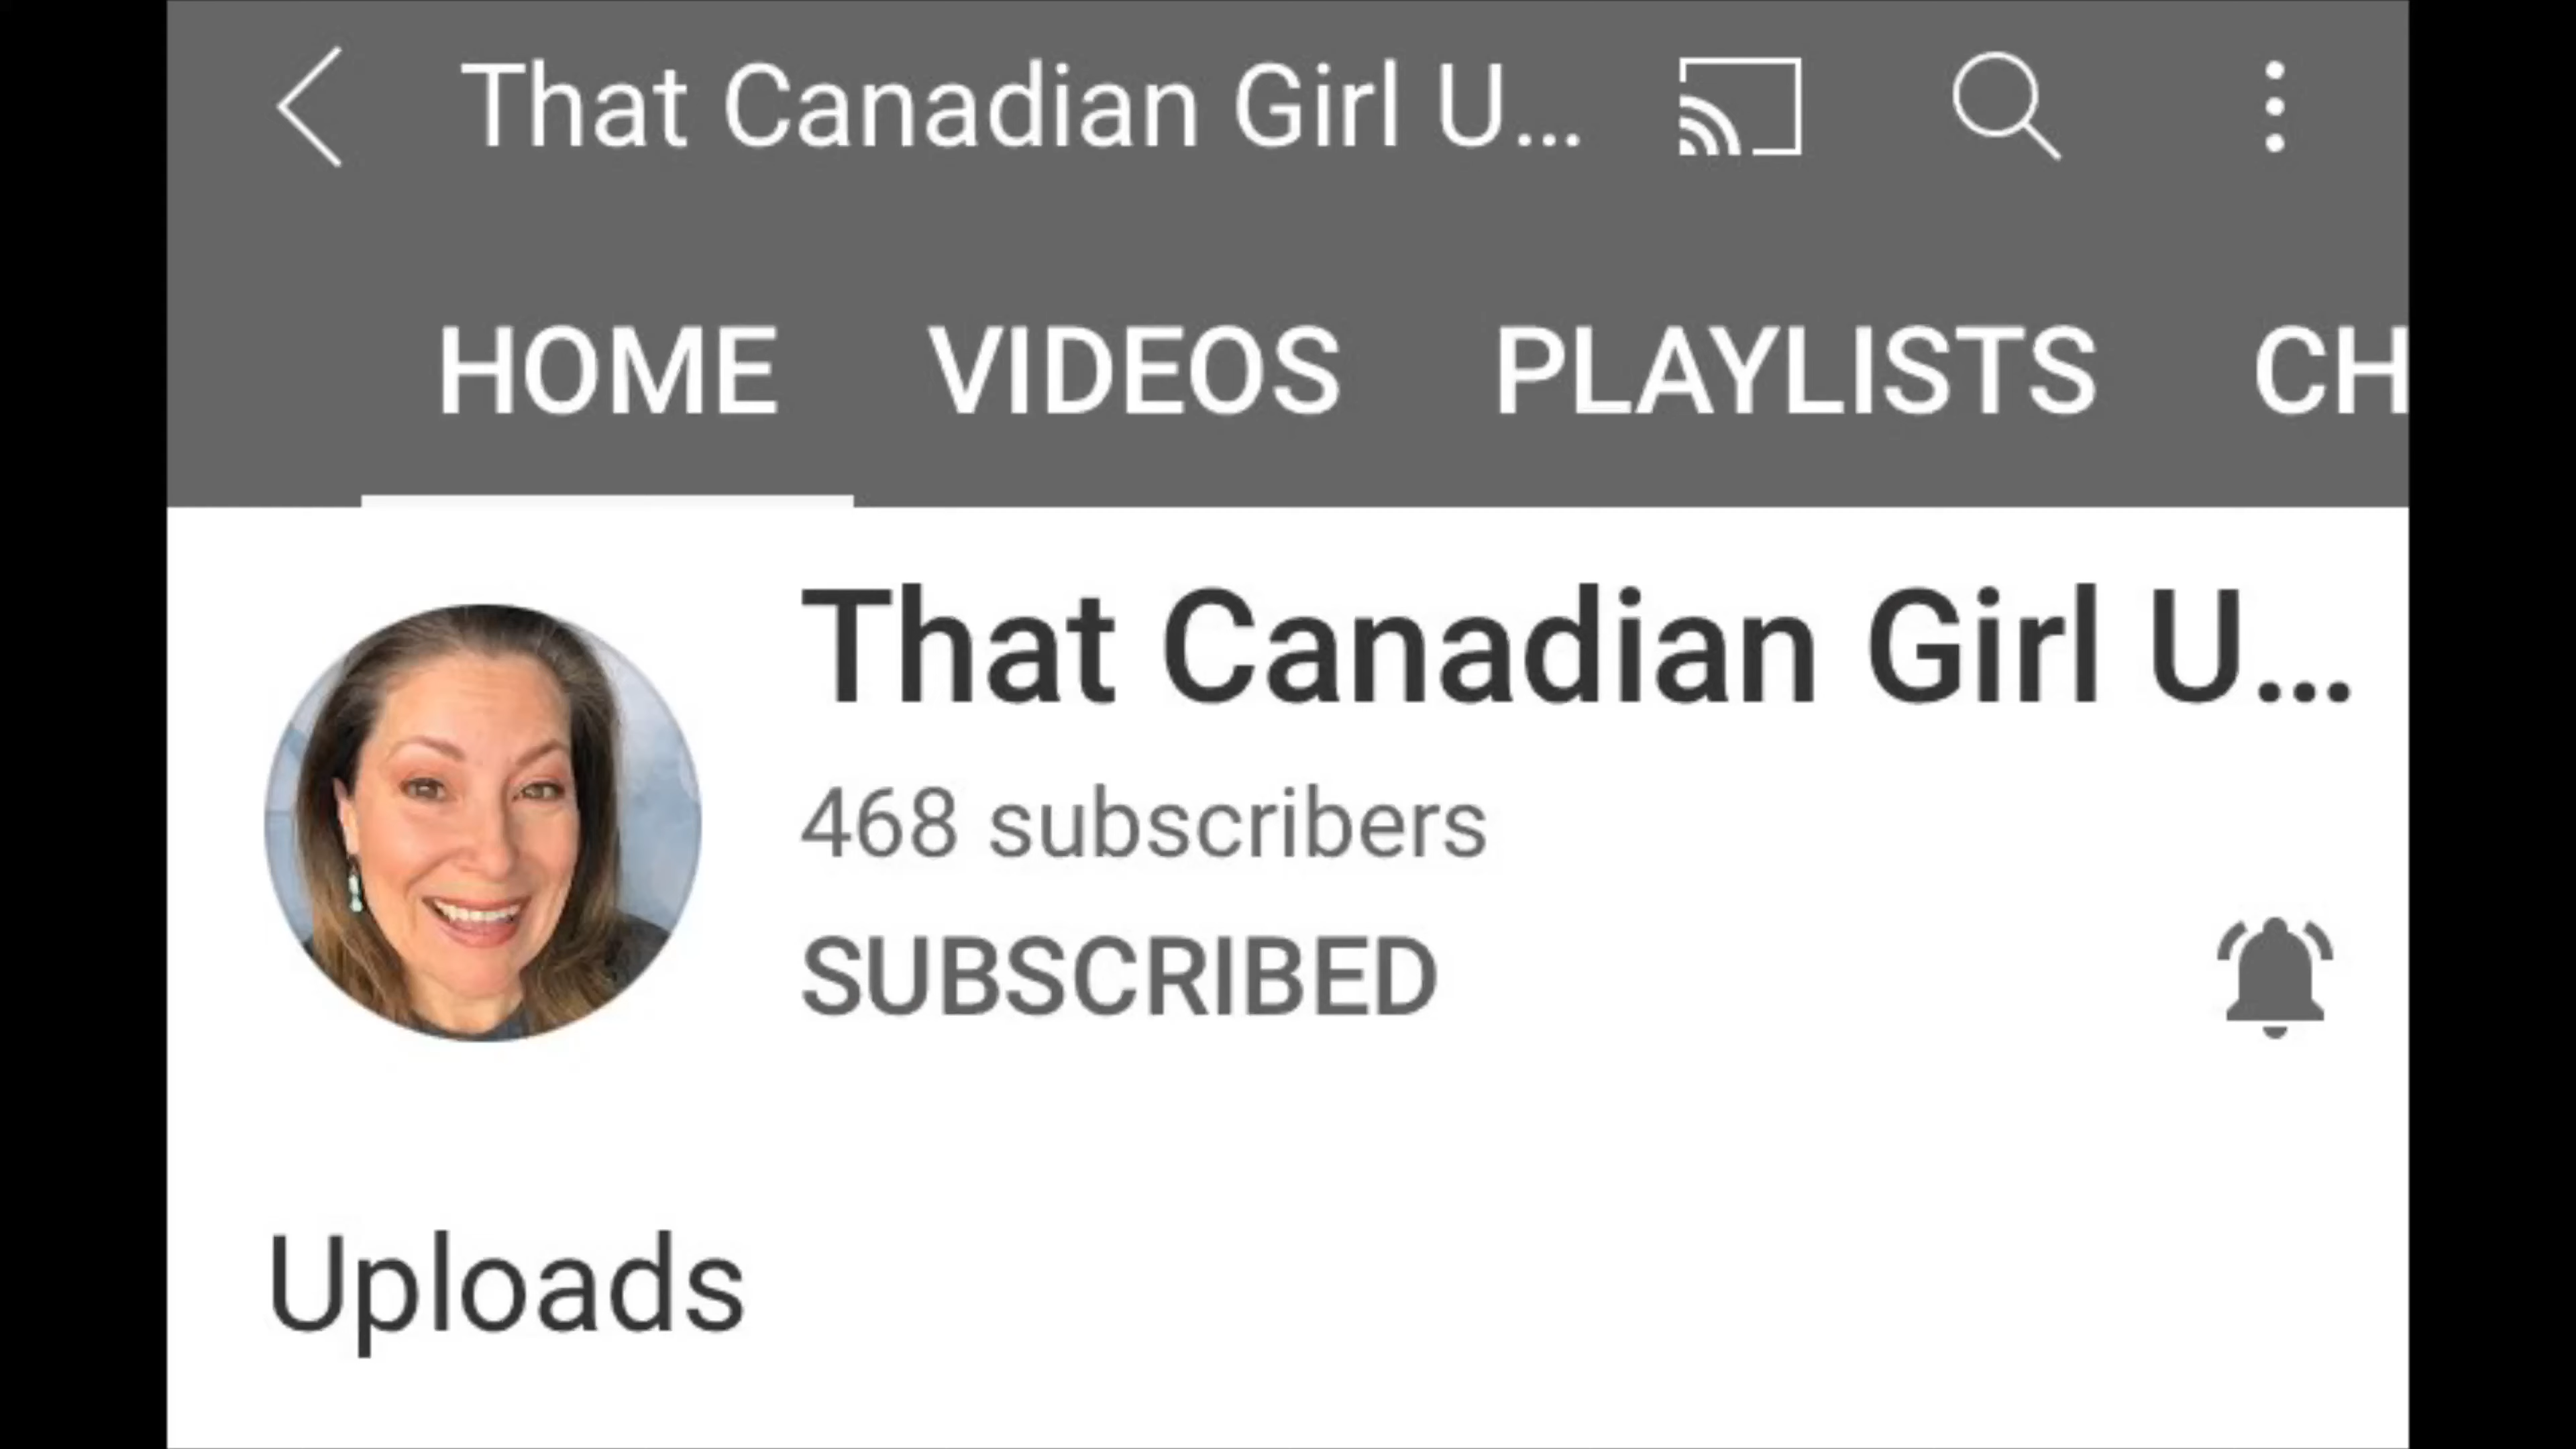 That Canadian Girl U...
HOME VIDEOS PLAYLISTS CH
That Canadian Girl U...
468 subscribers
SUBSCRIBED
Uploads